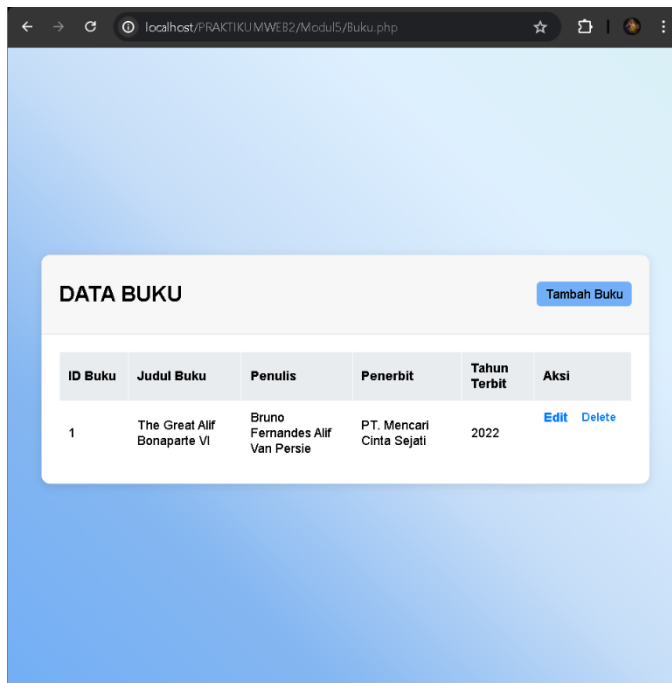 localhost/PRAKTIKUMWEB2/Modul5/Buku.php
DATA BUKU
Tambah Buku
ID Buku Judul Buku Penulis Penerbit Tahun Terbit Aksi
1 The Great Alif Bonaparte VI Bruno Fernandes Alif Van Persie PT. Mencari Cinta Sejati 2022 Edit Delete